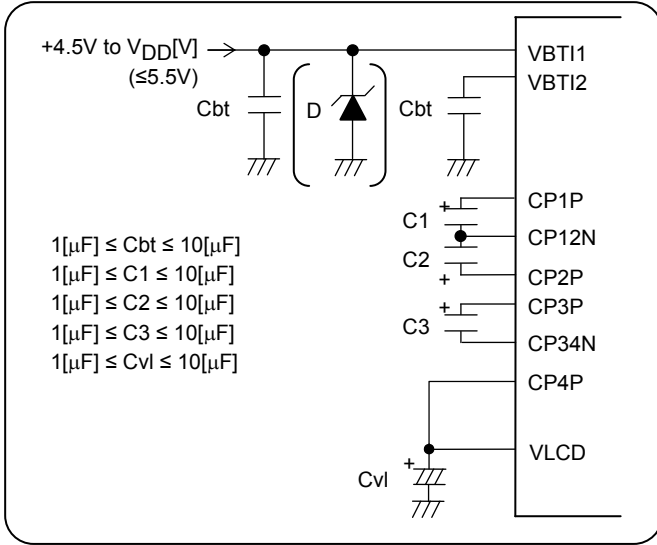 +4.5V to VDD[V]
(≤5.5V)
Cbt
D
Cbt
VBTI1
VBTI2
+
C1
C2
+
+
C3
CP1P
CP12N
CP2P
CP3P
CP34N
CP4P
VLCD
1[μF] ≤ Cbt ≤ 10[μF]
1[μF] ≤ C1 ≤ 10[μF]
1[μF] ≤ C2 ≤ 10[μF]
1[μF] ≤ C3 ≤ 10[μF]
1[μF] ≤ Cvl ≤ 10[μF]
+
Cvl